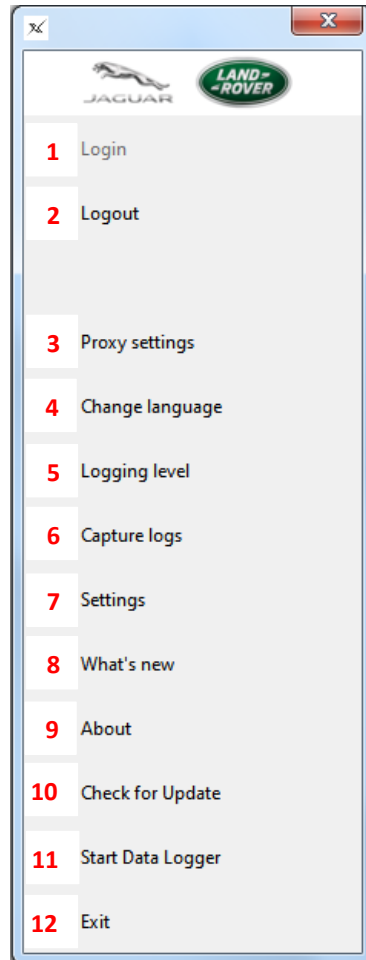 JAGUAR
LAND-
-ROVER
1 Login
2 Logout
3 Proxy settings
4 Change language
5 Logging level
6 Capture logs
7 Settings
8 What's new
9 About
10 Check for Update
11 Start Data Logger
12 Exit